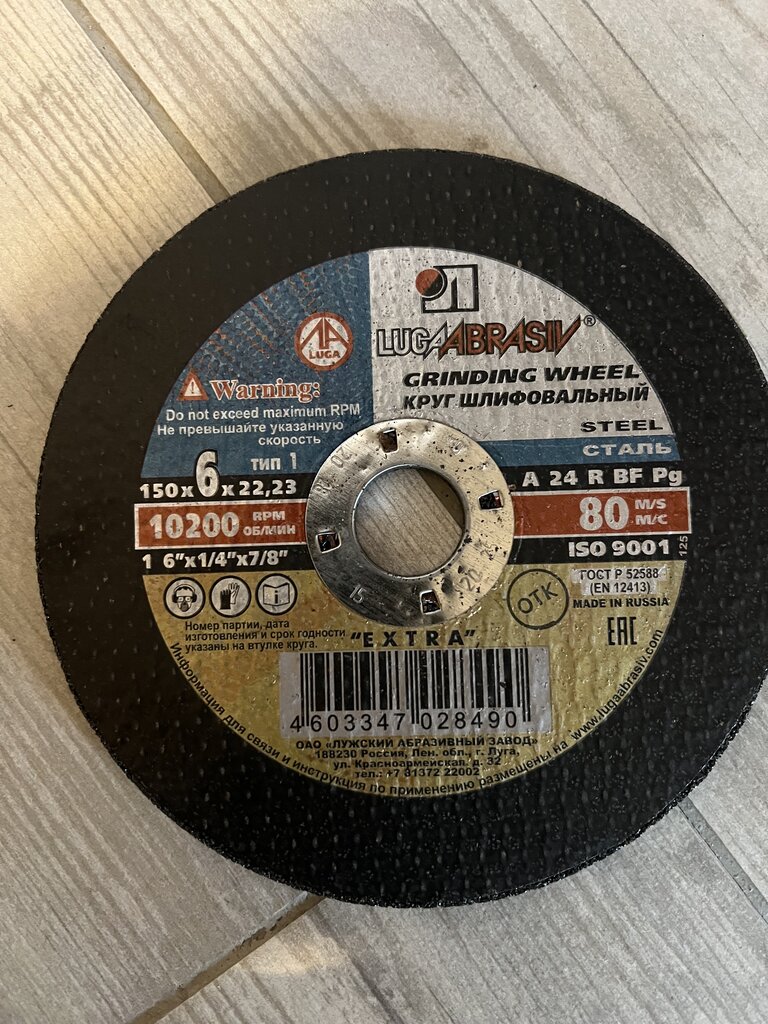 LUGAABRASIV®
LUGA
GRINDING WHEEL
КРУГ ШЛИФОВАЛЬНЫЙ
Warning:
Do not exceed maximum RPM
Не превышайте указанную
скорость
STEEL
СТАЛЬ
тип 1
150x6x22,23
A 24 R BF Pg
10200 RPM ОБ/МИН
80 M/S М/С
1 6"x1/4"x7/8"
ISO 9001
125
ГОСТ Р 52588
(EN 12413)
MADE IN RUSSIA
ОТК
EAC
Номер партии, дата
изготовления и срок годности
указаны на втулке круга.
"EXTRA"
4 603347 028490
ОАО «ЛУЖСКИЙ АБРАЗИВНЫЙ ЗАВОД»
188230 Россия, Лен. обл., г. Луга,
ул. Красноармейская, д. 32
тел.: +7 81372 22002
Информация для связи и инструкция по применению размещены на www.lugaabrasiv.com